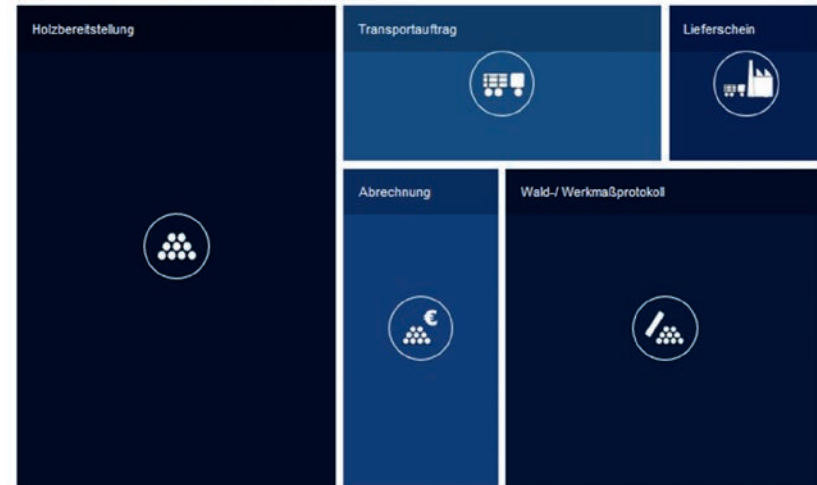 Holzbereitstellung
Transportauftrag
Lieferschein
Abrechnung
Wald-/ Werkmaßprotokoll
€